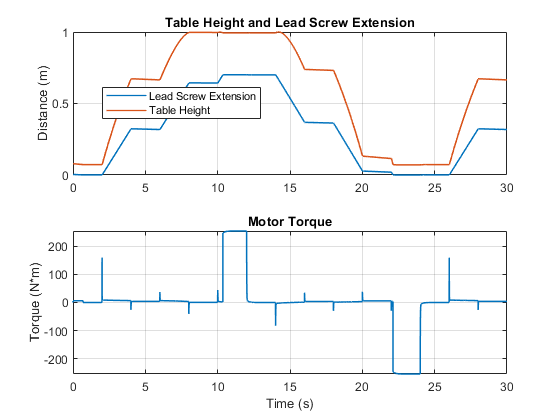 Table Height and Lead Screw Extension
1
0.5
0
Distance (m)
Lead Screw Extension
Table Height
0 5 10 15 20 25 30
Motor Torque
200
100
0
-100
-200
Torque (N*m)
0 5 10 15 20 25 30
Time (s)